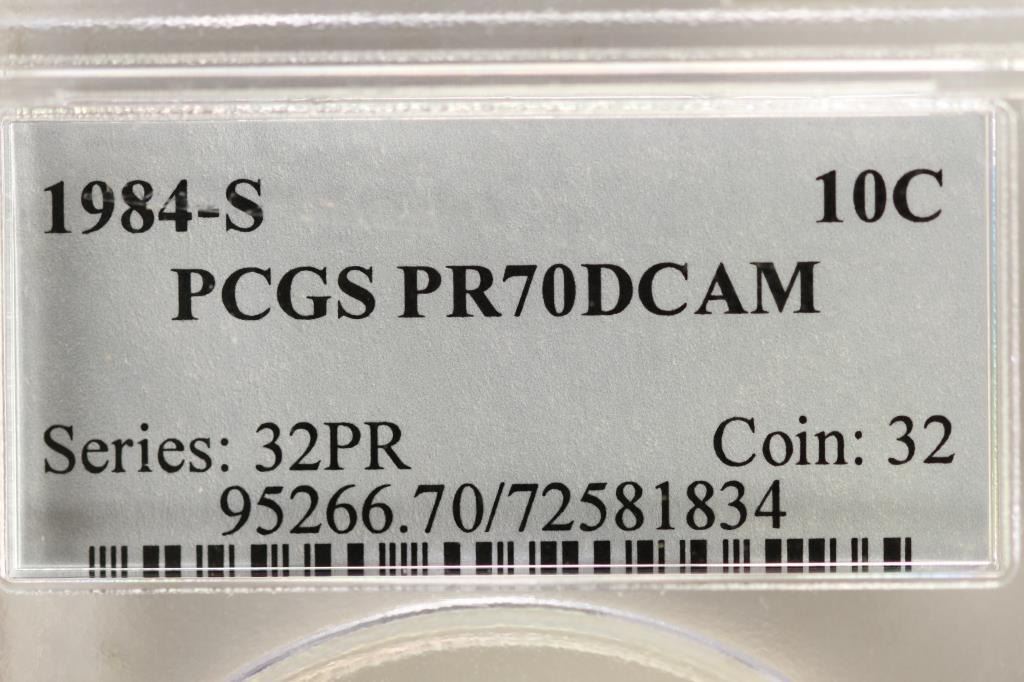 1984-S 10C
PCGS PR70DCAM
Series: 32PR Coin: 32
95266.70/72581834